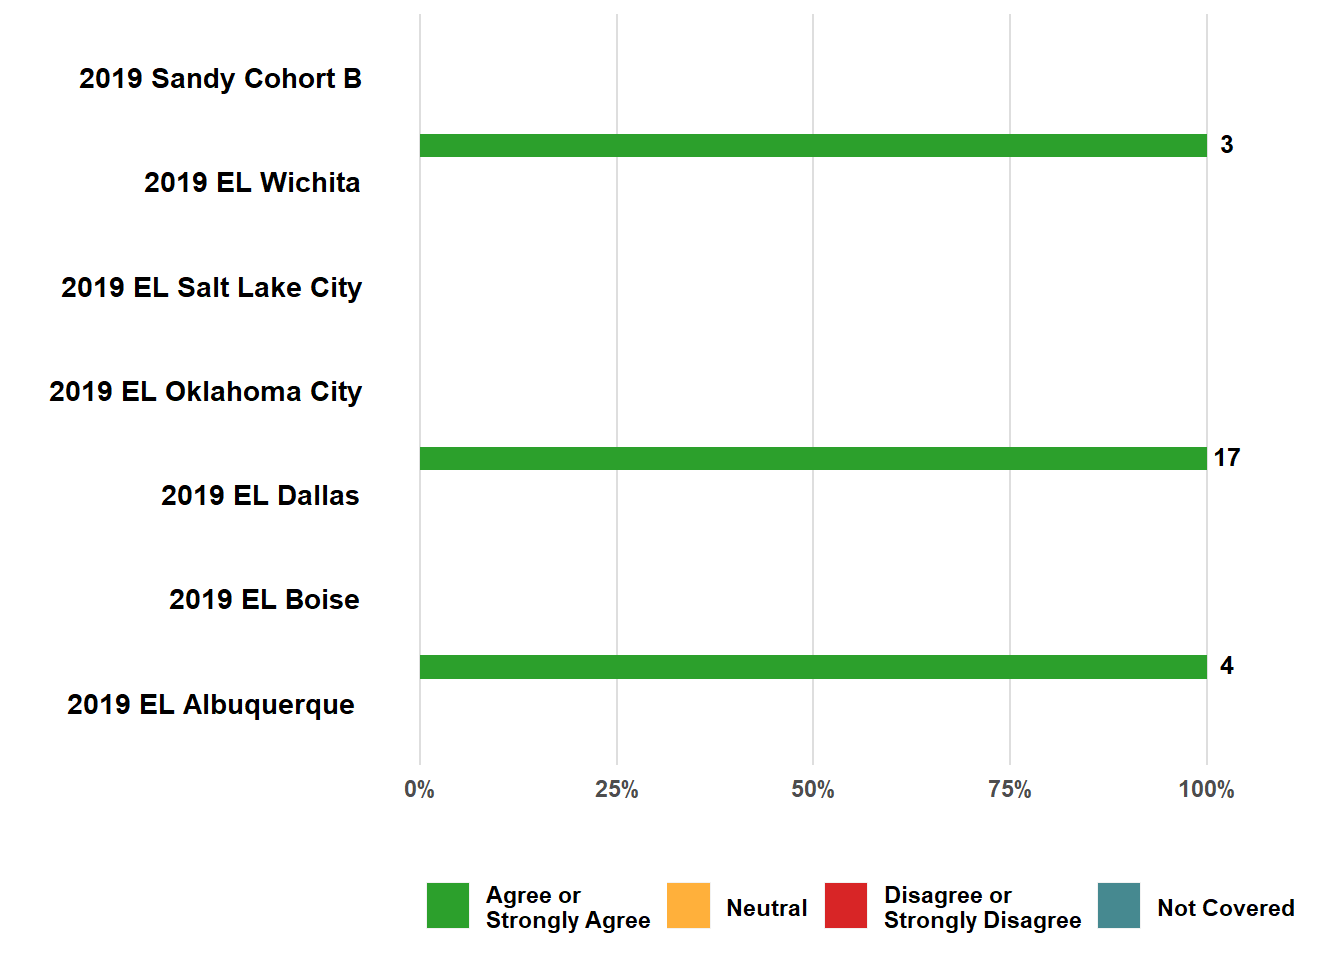 2019 Sandy Cohort B
3
2019 EL Wichita
2019 EL Salt Lake City
2019 EL Oklahoma City
17
2019 EL Dallas
2019 EL Boise
4
2019 EL Albuquerque
0% 25% 50% 75% 100%
Agree or
Strongly Agree
Neutral
Disagree or
Strongly Disagree
Not Covered